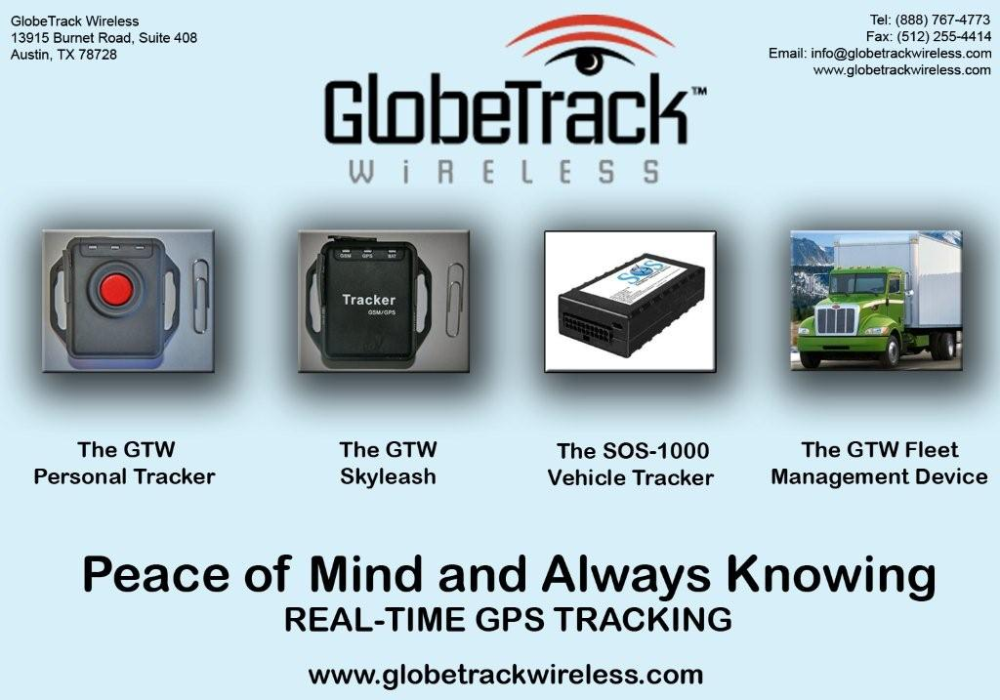 GlobeTrack Wireless
13915 Burnet Road, Suite 408
Austin, TX 78728
Tel: (888) 767-4773
Fax: (512) 255-4414
Email: info@globetrackwireless.com
www.globetrackwireless.com
GlobeTrack™
WiRELESS
GSM GPS BAT
Tracker
GSM/GPS
SOS
The GTW
Personal Tracker
The GTW
Skyleash
The SOS-1000
Vehicle Tracker
The GTW Fleet
Management Device
Peace of Mind and Always Knowing
REAL-TIME GPS TRACKING
www.globetrackwireless.com